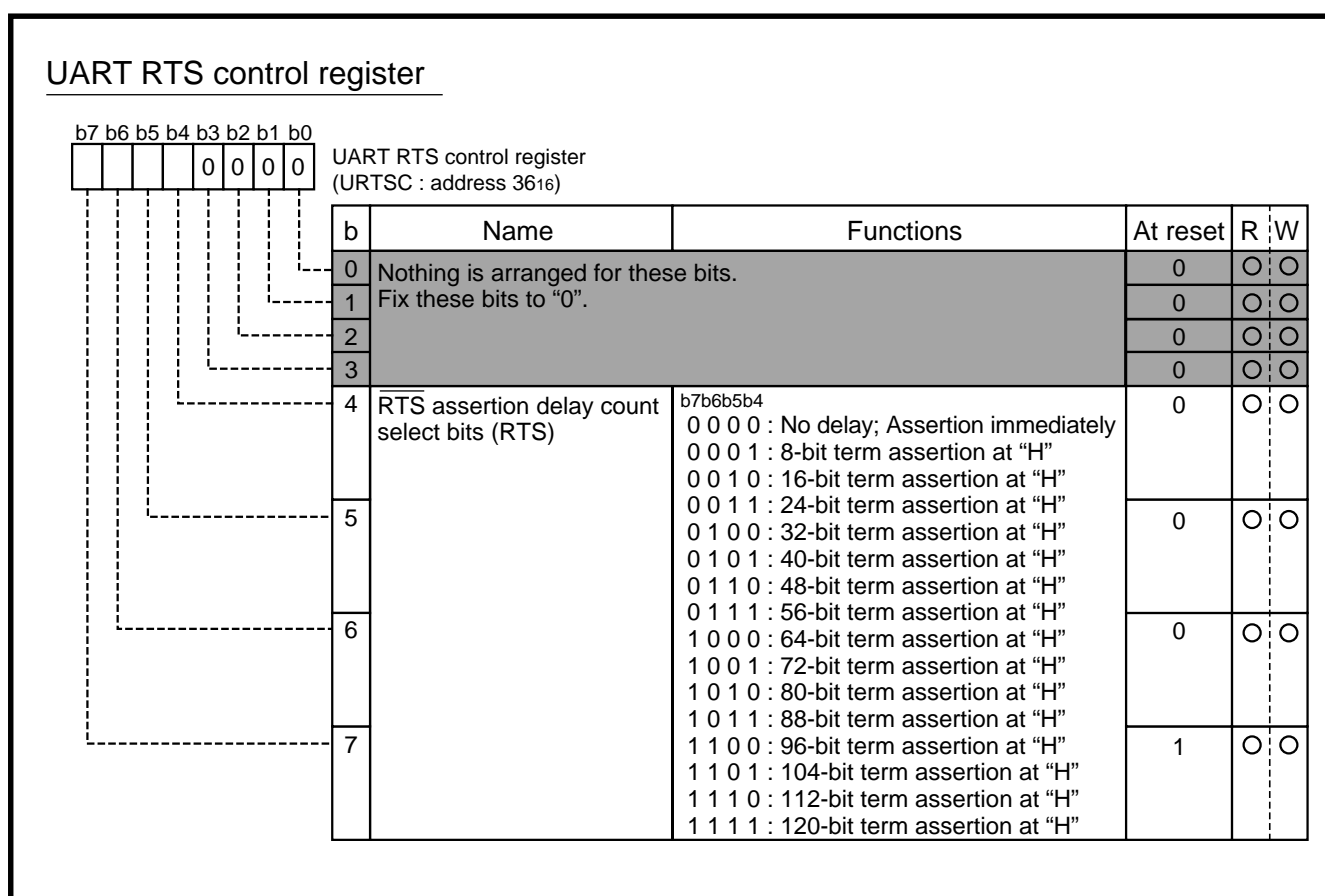 UART RTS control register
b7 b6 b5 b4 b3 b2 b1 b0
0 0 0 0
UART RTS control register
(URTSC : address 3616)
b Name Functions At reset R W
0 Nothing is arranged for these bits. 0
1 Fix these bits to “0”. 0
2 0
3 0
4 RTS assertion delay count b7b6b5b4 0
select bits (RTS) 0 0 0 0 : No delay; Assertion immediately
0 0 0 1 : 8-bit term assertion at “H”
0 0 1 0 : 16-bit term assertion at “H”
0 0 1 1 : 24-bit term assertion at “H”
5 0 1 0 0 : 32-bit term assertion at “H” 0
0 1 0 1 : 40-bit term assertion at “H”
0 1 1 0 : 48-bit term assertion at “H”
0 1 1 1 : 56-bit term assertion at “H”
6 1 0 0 0 : 64-bit term assertion at “H” 0
1 0 0 1 : 72-bit term assertion at “H”
1 0 1 0 : 80-bit term assertion at “H”
1 0 1 1 : 88-bit term assertion at “H”
7 1 1 0 0 : 96-bit term assertion at “H” 1
1 1 0 1 : 104-bit term assertion at “H”
1 1 1 0 : 112-bit term assertion at “H”
1 1 1 1 : 120-bit term assertion at “H”